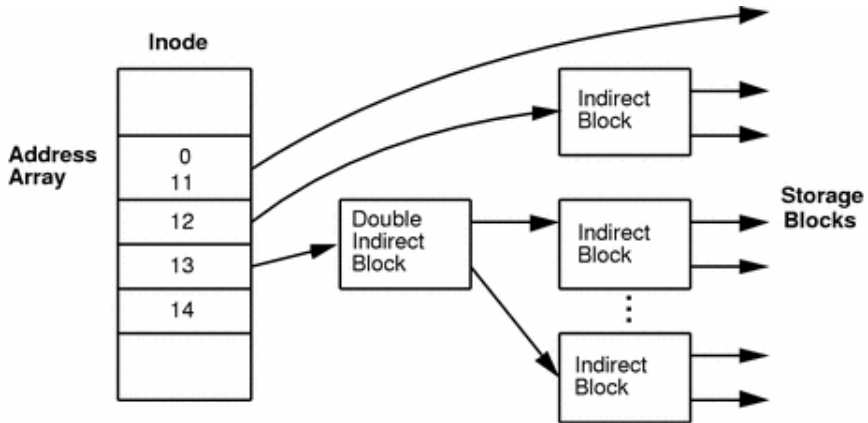 Inode
Address
Array
0
11
12
13
14
Double
Indirect
Block
Indirect
Block
Indirect
Block
Indirect
Block
Storage
Blocks